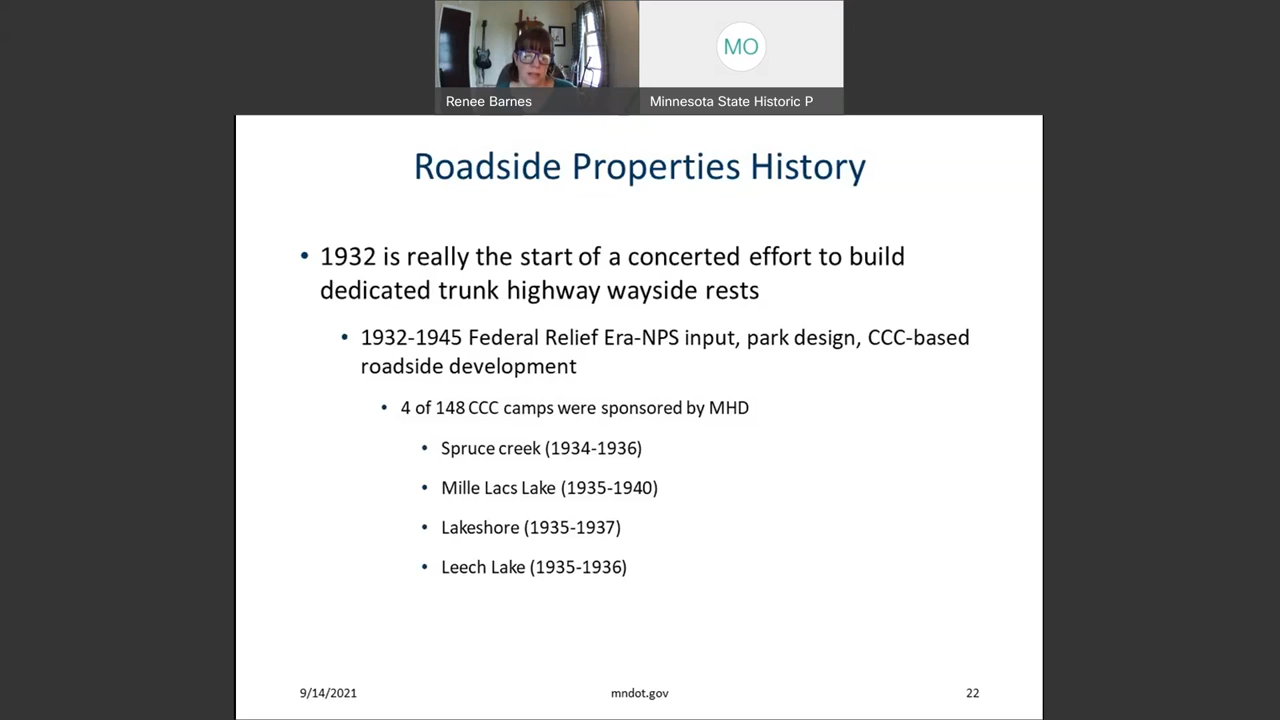 MO
Renee Barnes
Minnesota State Historic P
Roadside Properties History
• 1932 is really the start of a concerted effort to build
dedicated trunk highway wayside rests
• 1932-1945 Federal Relief Era-NPS input, park design, CCC-based
roadside development
• 4 of 148 CCC camps were sponsored by MHD
• Spruce creek (1934-1936)
• Mille Lacs Lake (1935-1940)
• Lakeshore (1935-1937)
• Leech Lake (1935-1936)
9/14/2021
mndot.gov
22